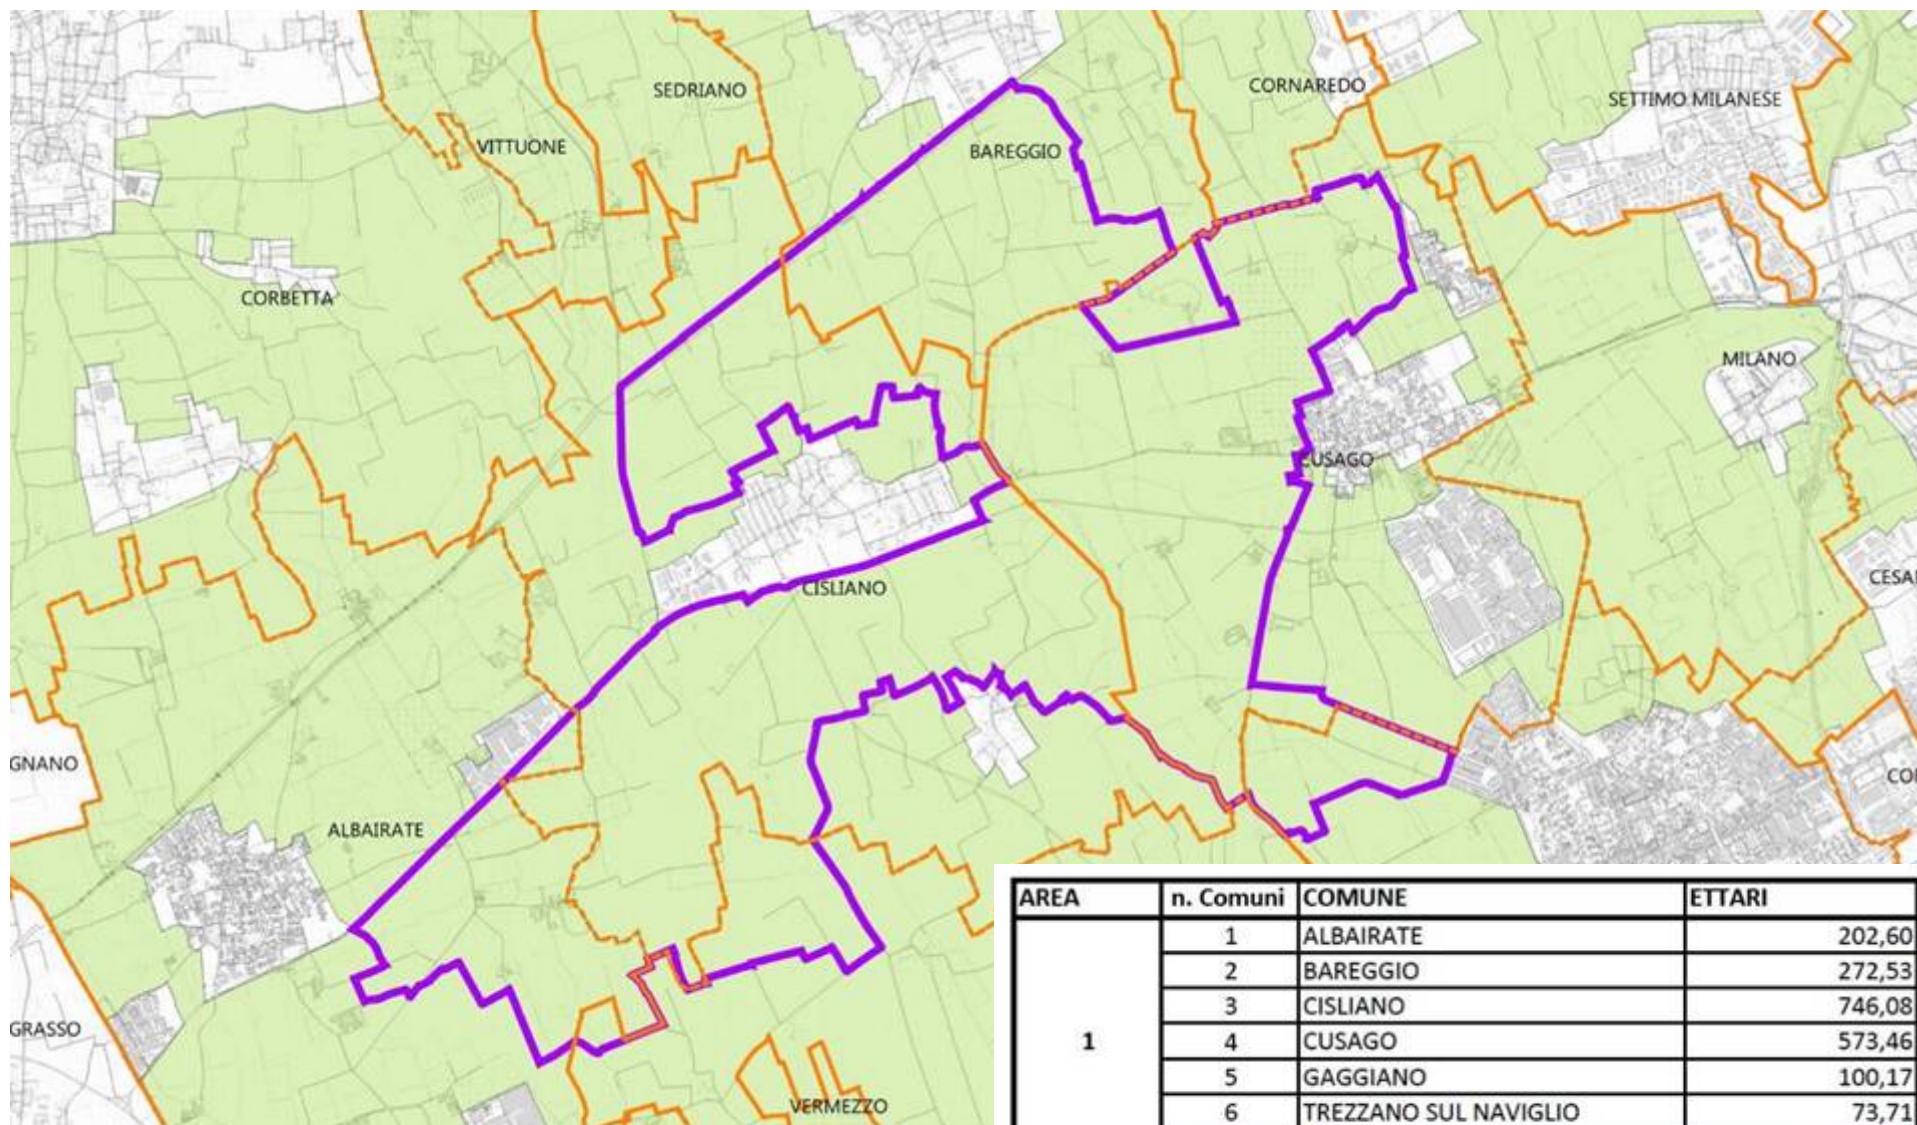 SEDRIANO
CORNAREDO
SETTIMO MILANESE
VITTUONE
BAREGGIO
CORBETTA
MILANO
CUSAGO
CISLIANO
CESA
GNANO
CO
ALBAIRATE
GRASSO
VERMEZZO
AREA n. Comuni COMUNE ETTARI
1 ALBAIRATE 202,60
2 BAREGGIO 272,53
3 CISLIANO 746,08
1 4 CUSAGO 573,46
5 GAGGIANO 100,17
6 TREZZANO SUL NAVIGLIO 73,71